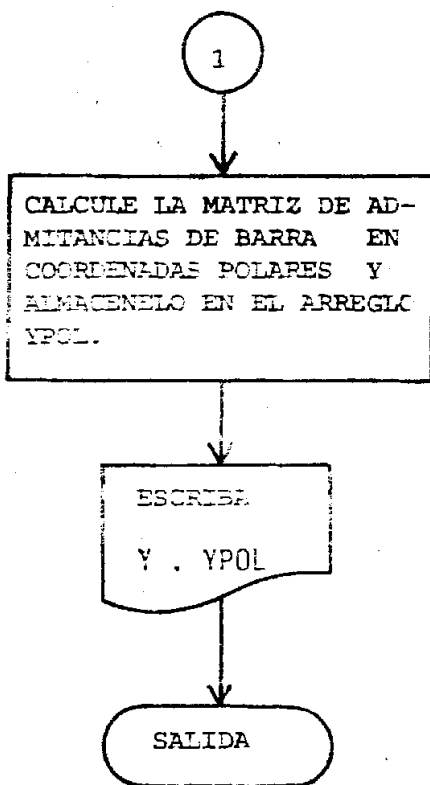 1
CALCULE LA MATRIZ DE AD-
MITANCIAS DE BARRA EN
COORDENADAS POLARES Y
ALMACENELO EN EL ARREGLO
YPOL.
ESCRIBA
Y . YPOL
SALIDA